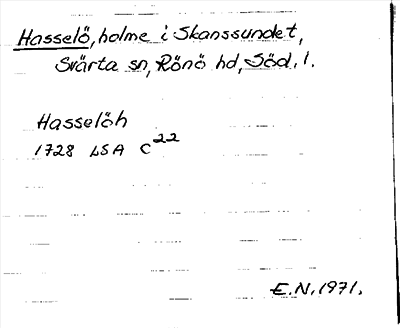 Hasselö, holme i Skanssundet,
Svärta sn, Rönö hd, Söd. l.
Hasselöh
1728 LSA C22
E.N. 1971.